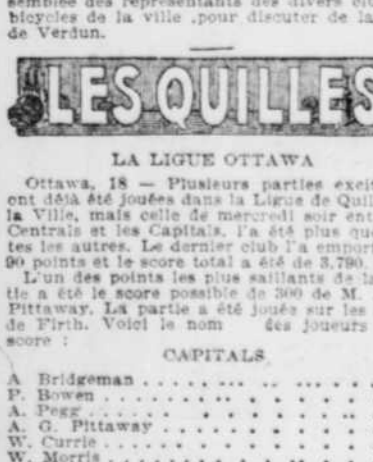 semblée des représentants des divers
bicycles de la ville .pour discuter de la
de Verdun.
LES QUILLES
LA LIGUE OTTAWA
Ottawa, 18 — Plusieurs parties exci
ont déjà été jouées dans la Ligue de Quil
la Ville, mais celle de mercredi soir ent
Centrais et les Capitals, l'a été plus que
tes les autres. Le dernier club l'a emport
90 points et le score total a été de 3,790.
L'un des points les plus saillants de la
tie a été le score possible de 300 de M.
Pittaway. La partie a été jouée sur les
de Firth. Voici le nom des joueurs
score :
CAPITALS
A Bridgeman
P. Bowen
A. Pegg
A. G. Pittaway
W. Currie
W. Morris